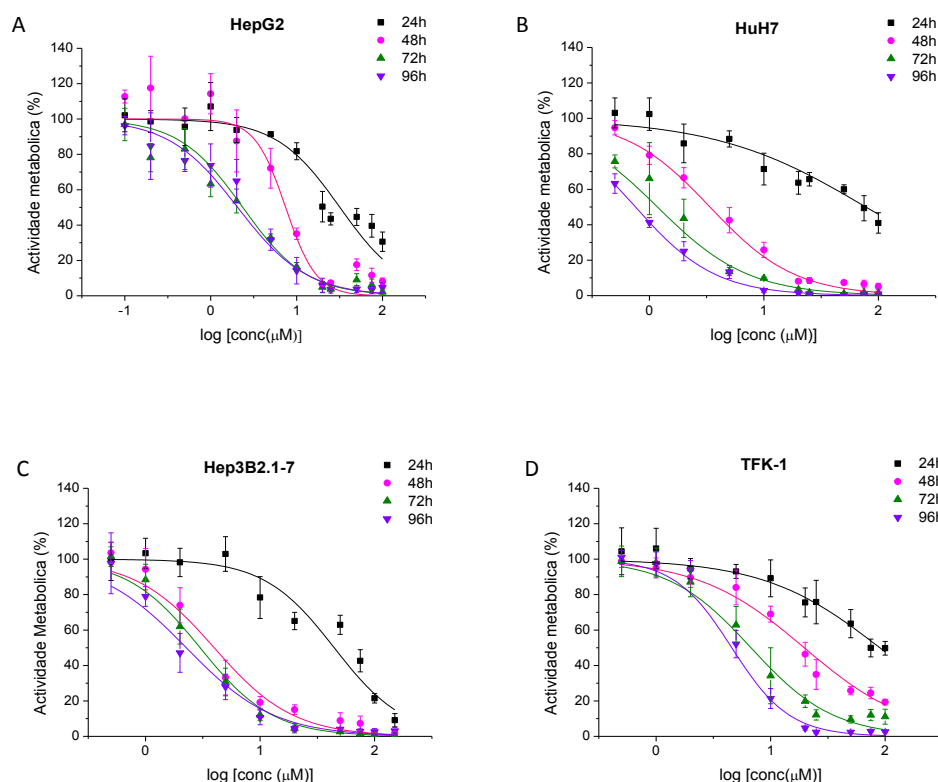 A
HepG2
24h
48h
72h
96h
140
120
100
80
60
40
20
0
Actividade metabolica (%)
-1 0 1 2
log [conc(µM)]
B
HuH7
24h
48h
72h
96h
140
120
100
80
60
40
20
0
Actividade metabolica (%)
0 1 2
log [conc (µM)]
C
Hep3B2.1-7
24h
48h
72h
96h
140
120
100
80
60
40
20
0
Actividade Metabolica (%)
0 1 2
log [conc (µM)]
D
TFK-1
24h
48h
72h
96h
140
120
100
80
60
40
20
0
Actividade Metabolica (%)
0 1 2
log [conc (µM)]